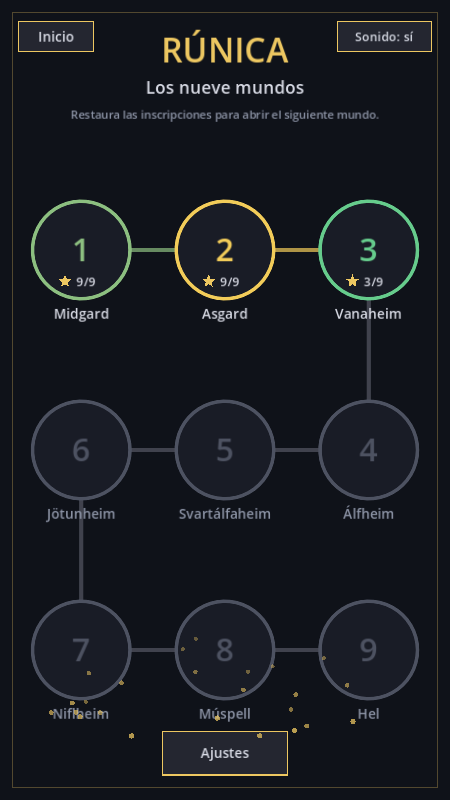 Inicio
RÚNICA
Sonido: sí
Los nueve mundos
Restaura las inscripciones para abrir el siguiente mundo.
1 2 3
9/9 9/9 3/9
Midgard Asgard Vanaheim
6 5 4
Jötunheim Svartálfaheim Álfheim
7 8 9
Niflheim Múspell Hel
Ajustes